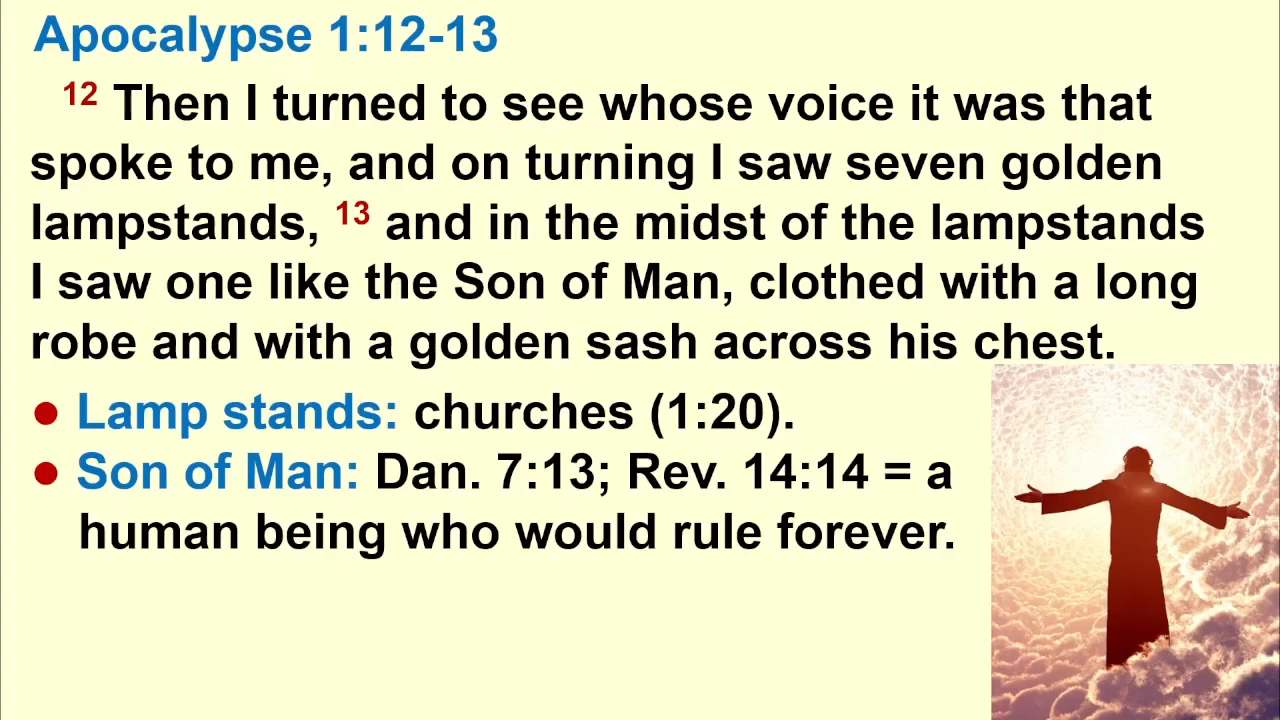 Apocalypse 1:12-13
12 Then I turned to see whose voice it was that
spoke to me, and on turning I saw seven golden
lampstands, 13 and in the midst of the lampstands
I saw one like the Son of Man, clothed with a long
robe and with a golden sash across his chest.
● Lamp stands: churches (1:20).
● Son of Man: Dan. 7:13; Rev. 14:14 = a
human being who would rule forever.